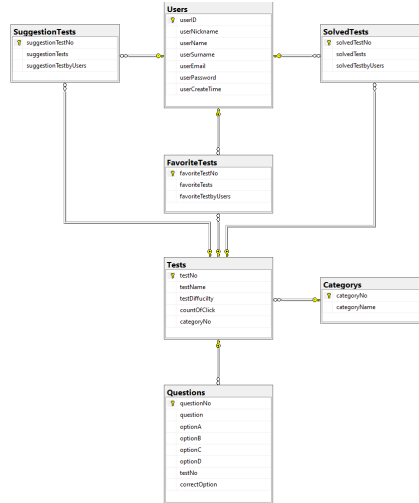 Users
userID
userNickname
userName
userSurname
userEmail
userPassword
userCreateTime
SuggestionTests
suggestionTestNo
suggestionTests
suggestionTestbyUsers
SolvedTests
solvedTestNo
solvedTests
solvedTestbyUsers
FavoriteTests
favoriteTestNo
favoriteTests
favoriteTestbyUsers
Tests
testNo
testName
testDiffucilty
countOfClick
categoryNo
Categorys
categoryNo
categoryName
Questions
questionNo
question
optionA
optionB
optionC
optionD
testNo
correctOption